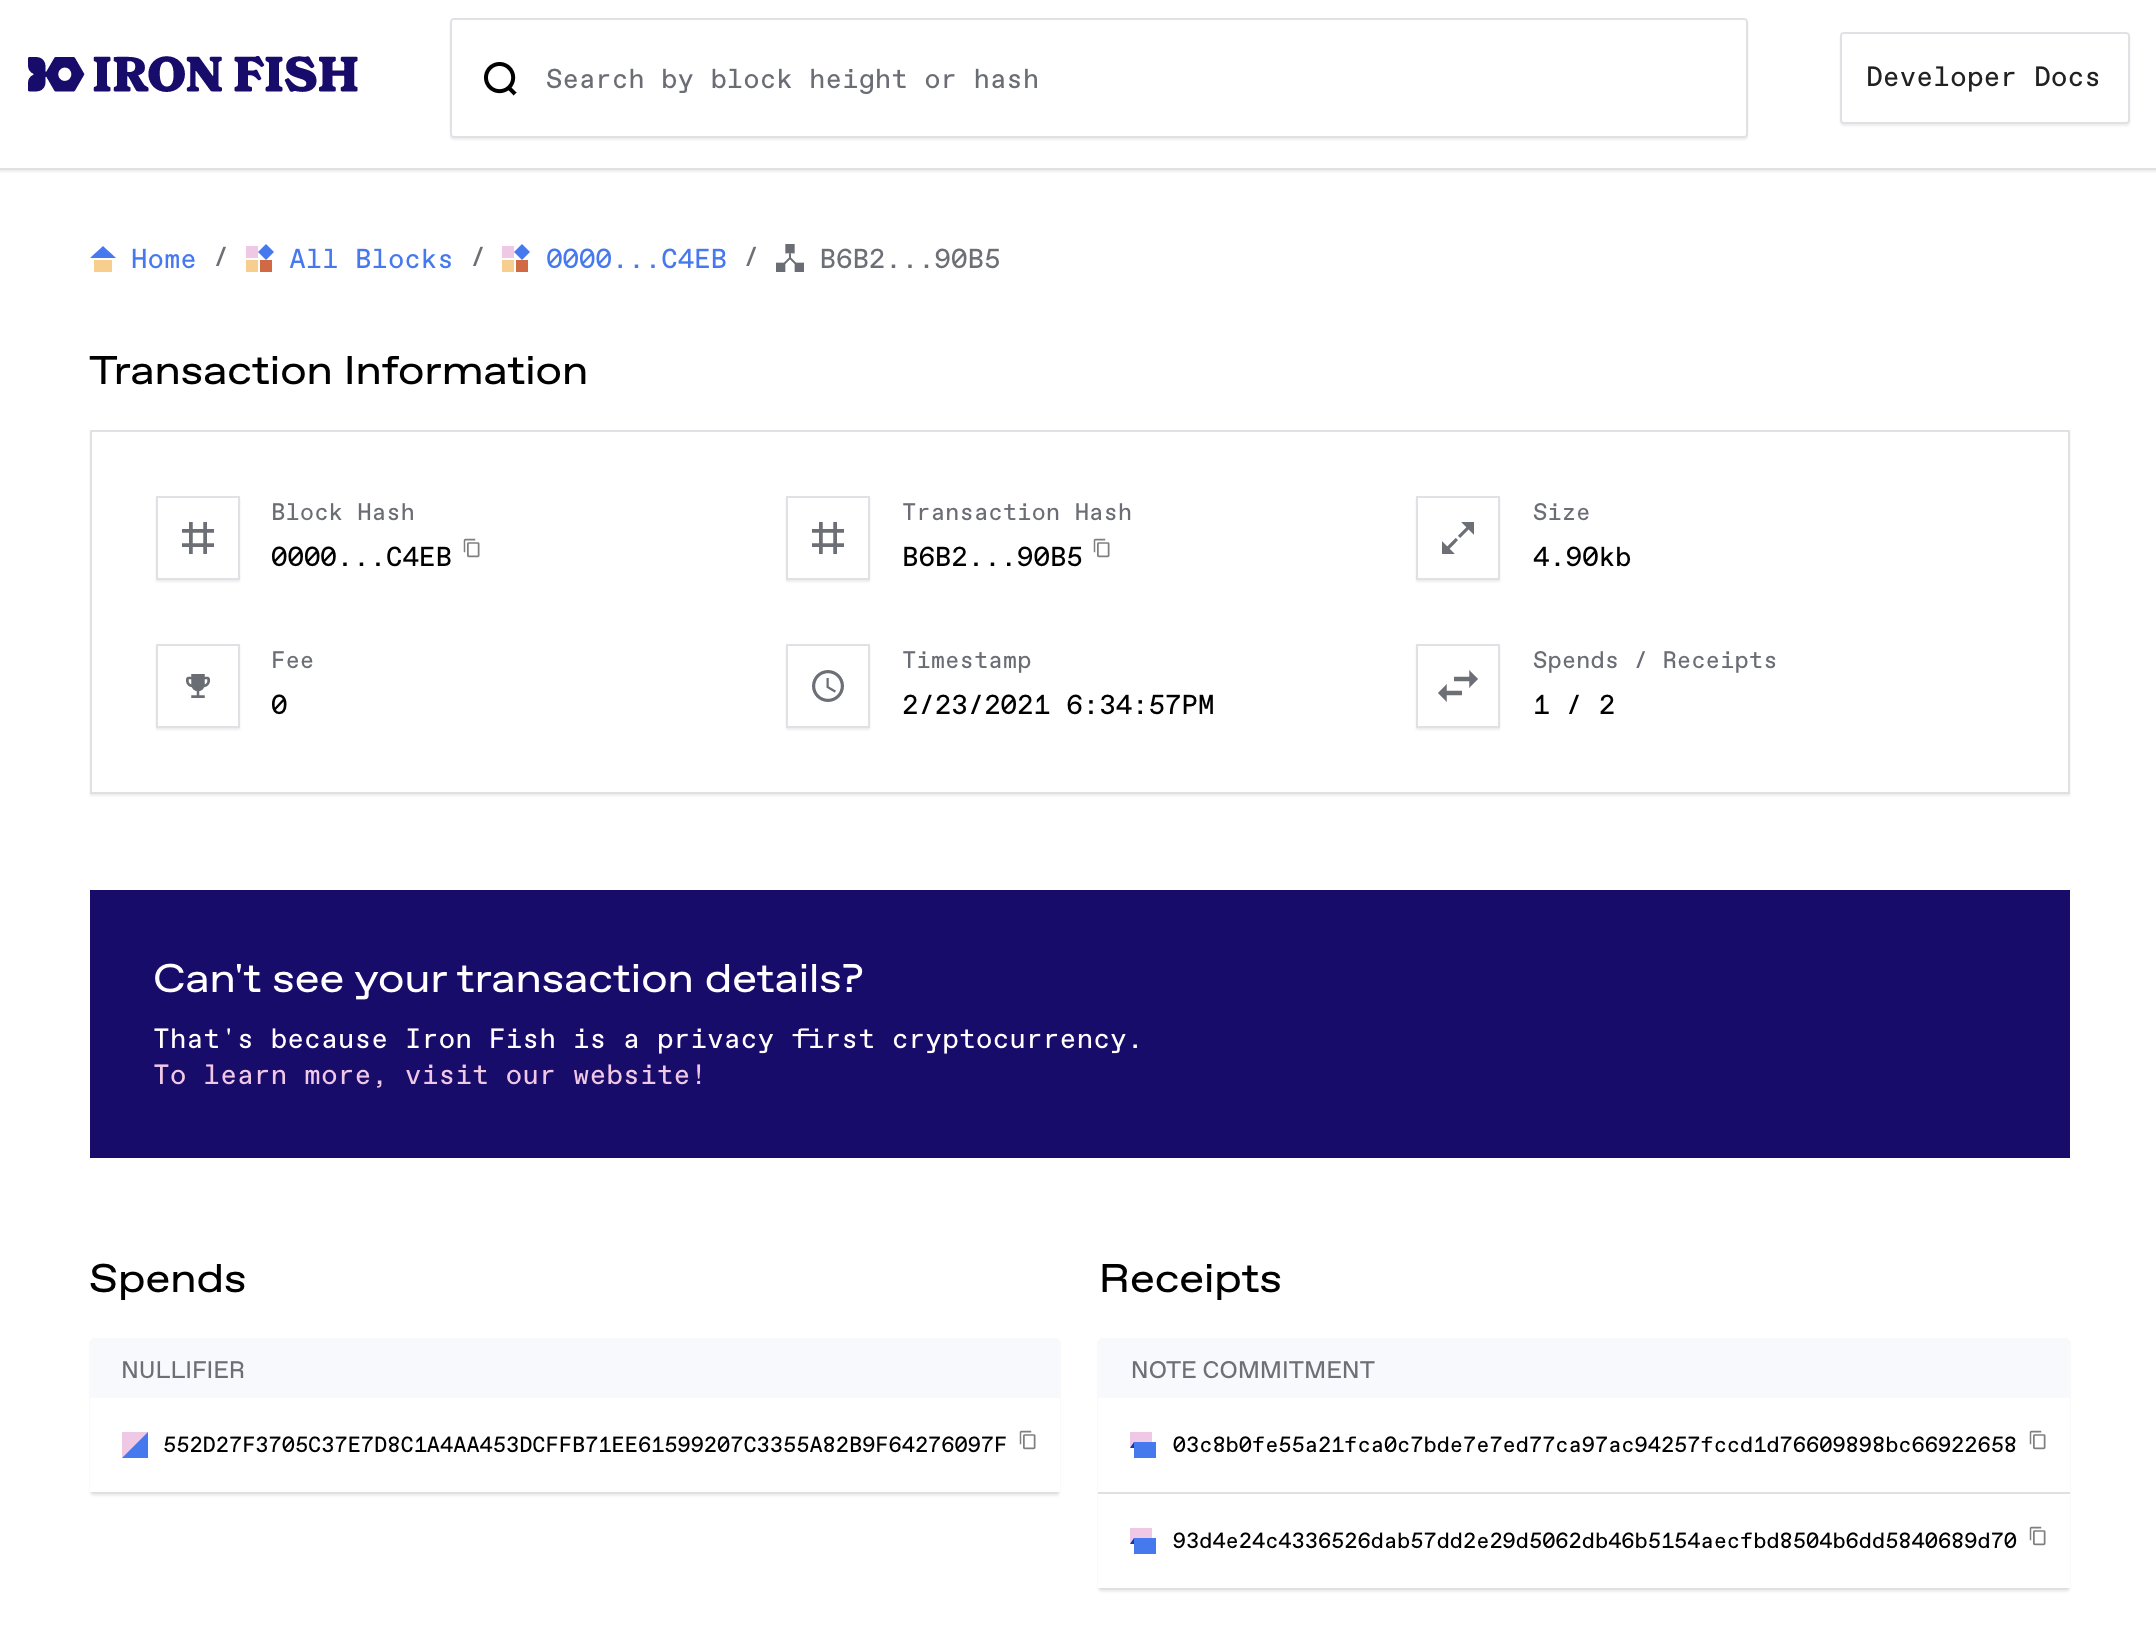 IRON FISH
Search by block height or hash
Developer Docs
Home / All Blocks / 0000...C4EB / B6B2...90B5
Transaction Information
Block Hash
0000...C4EB
Transaction Hash
B6B2...90B5
Size
4.90kb
Fee
0
Timestamp
2/23/2021 6:34:57PM
Spends / Receipts
1 / 2
Can't see your transaction details?
That's because Iron Fish is a privacy first cryptocurrency.
To learn more, visit our website!
Spends
NULLIFIER
552D27F3705C37E7D8C1A4AA453DCFFB71EE61599207C3355A82B9F64276097F
Receipts
NOTE COMMITMENT
03c8b0fe55a21fca0c7bde7e7ed77ca97ac94257fccd1d76609898bc66922658
93d4e24c4336526dab57dd2e29d5062db46b5154aecfbd8504b6dd5840689d70